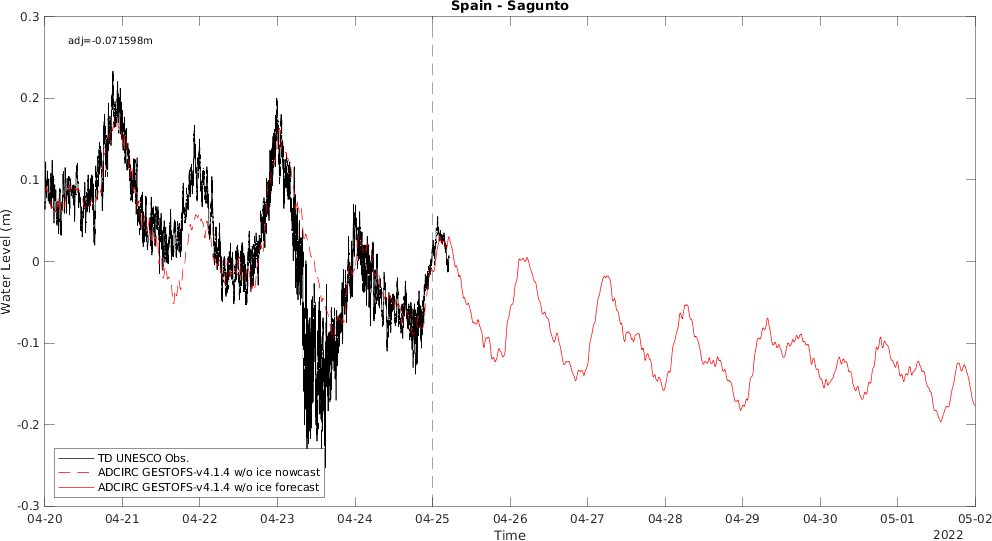 Spain - Sagunto
adj=-0.071598m
0.3
0.2
0.1
0
-0.1
-0.2
-0.3
Water Level (m)
TD UNESCO Obs.
ADCIRC GESTOFS-v4.1.4 w/o ice nowcast
ADCIRC GESTOFS-v4.1.4 w/o ice forecast
04-20 04-21 04-22 04-23 04-24 04-25 04-26 04-27 04-28 04-29 04-30 05-01 05-02
Time
2022